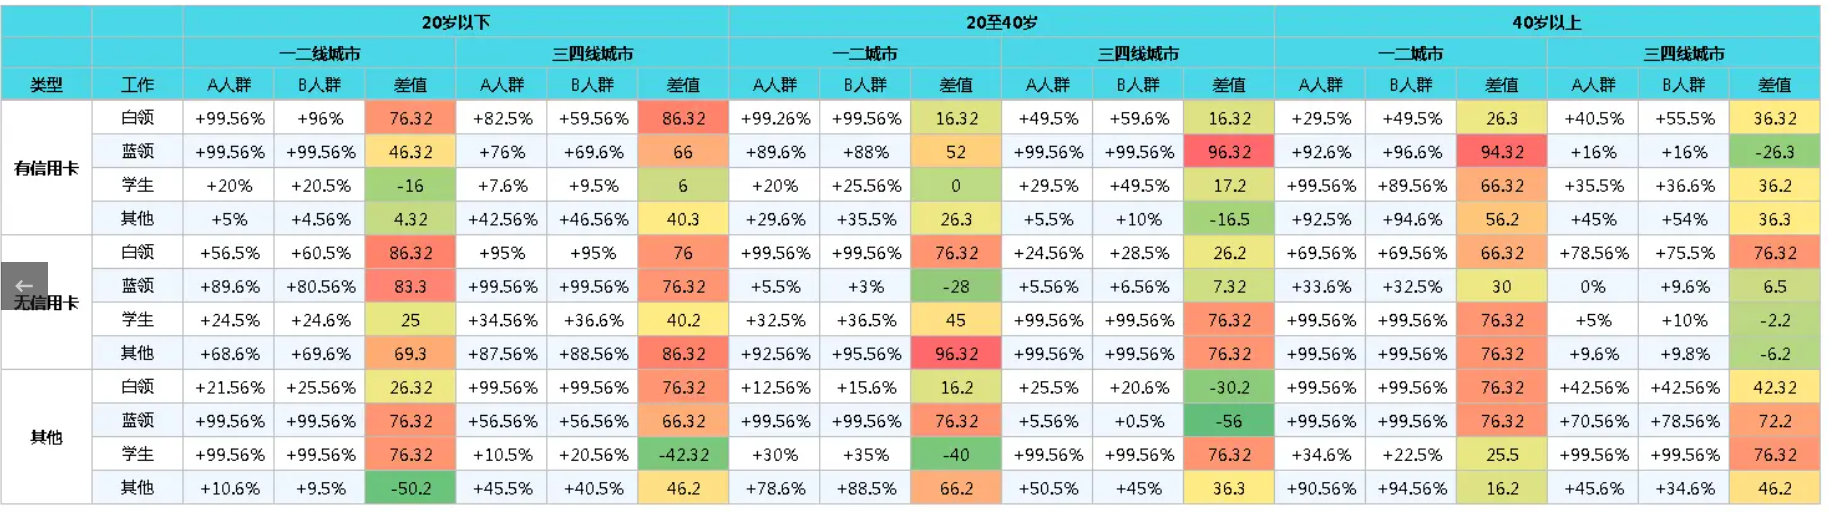 20岁以下 20至40岁 40岁以上
一二线城市 三四线城市 一二城市 三四线城市 一二城市 三四线城市
类型 工作 A人群 B人群 差值 A人群 B人群 差值 A人群 B人群 差值 A人群 B人群 差值 A人群 B人群 差值 A人群 B人群 差值
白领 +99.56% +96% 76.32 +82.5% +59.56% 86.32 +99.26% +99.56% 16.32 +49.5% +59.6% 16.32 +29.5% +49.5% 26.3 +40.5% +55.5% 36.32
蓝领 +99.56% +99.56% 46.32 +76% +69.6% 66 +89.6% +88% 52 +99.56% +99.56% 96.32 +92.6% +96.6% 94.32 +16% +16% -26.3
有信用卡
学生 +20% +20.5% -16 +7.6% +9.5% 6 +20% +25.56% 0 +29.5% +49.5% 17.2 +99.56% +89.56% 66.32 +35.5% +36.6% 36.2
其他 +5% +4.56% 4.32 +42.56% +46.56% 40.3 +29.6% +35.5% 26.3 +5.5% +10% -16.5 +92.5% +94.6% 56.2 +45% +54% 36.3
白领 +56.5% +60.5% 86.32 +95% +95% 76 +99.56% +99.56% 76.32 +24.56% +28.5% 26.2 +69.56% +69.56% 66.32 +78.56% +75.5% 76.32
蓝领 +89.6% +80.56% 83.3 +99.56% +99.56% 76.32 +5.5% +3% -28 +5.56% +6.56% 7.32 +33.6% +32.5% 30 0% +9.6% 6.5
无信用卡
学生 +24.5% +24.6% 25 +34.56% +36.6% 40.2 +32.5% +36.5% 45 +99.56% +99.56% 76.32 +99.56% +99.56% 76.32 +5% +10% -2.2
其他 +68.6% +69.6% 69.3 +87.56% +88.56% 86.32 +92.56% +95.56% 96.32 +99.56% +99.56% 76.32 +99.56% +99.56% 76.32 +9.6% +9.8% -6.2
白领 +21.56% +25.56% 26.32 +99.56% +99.56% 76.32 +12.56% +15.6% 16.2 +25.5% +20.6% -30.2 +99.56% +99.56% 76.32 +42.56% +42.56% 42.32
蓝领 +99.56% +99.56% 76.32 +56.56% +56.56% 66.32 +99.56% +99.56% 76.32 +5.56% +0.5% -56 +99.56% +99.56% 76.32 +70.56% +78.56% 72.2
其他
学生 +99.56% +99.56% 76.32 +10.5% +20.56% -42.32 +30% +35% -40 +99.56% +99.56% 76.32 +34.6% +22.5% 25.5 +99.56% +99.56% 76.32
其他 +10.6% +9.5% -50.2 +45.5% +40.5% 46.2 +78.6% +88.5% 66.2 +50.5% +45% 36.3 +90.56% +94.56% 16.2 +45.6% +34.6% 46.2